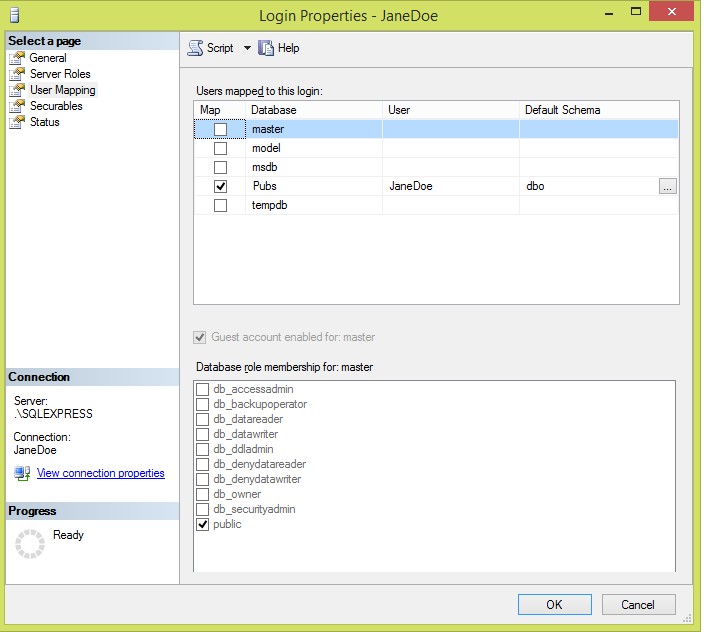 Login Properties - JaneDoe
Select a page
General
Server Roles
User Mapping
Securables
Status
Script Help
Users mapped to this login:
Map Database User Default Schema
master
model
msdb
Pubs JaneDoe dbo ...
tempdb
Guest account enabled for: master
Database role membership for: master
db_accessadmin
db_backupoperator
db_datareader
db_datawriter
db_ddladmin
db_denydatareader
db_denydatawriter
db_owner
db_securityadmin
public
Connection
Server:
.\SQLEXPRESS
Connection:
JaneDoe
View connection properties
Progress
Ready
OK Cancel